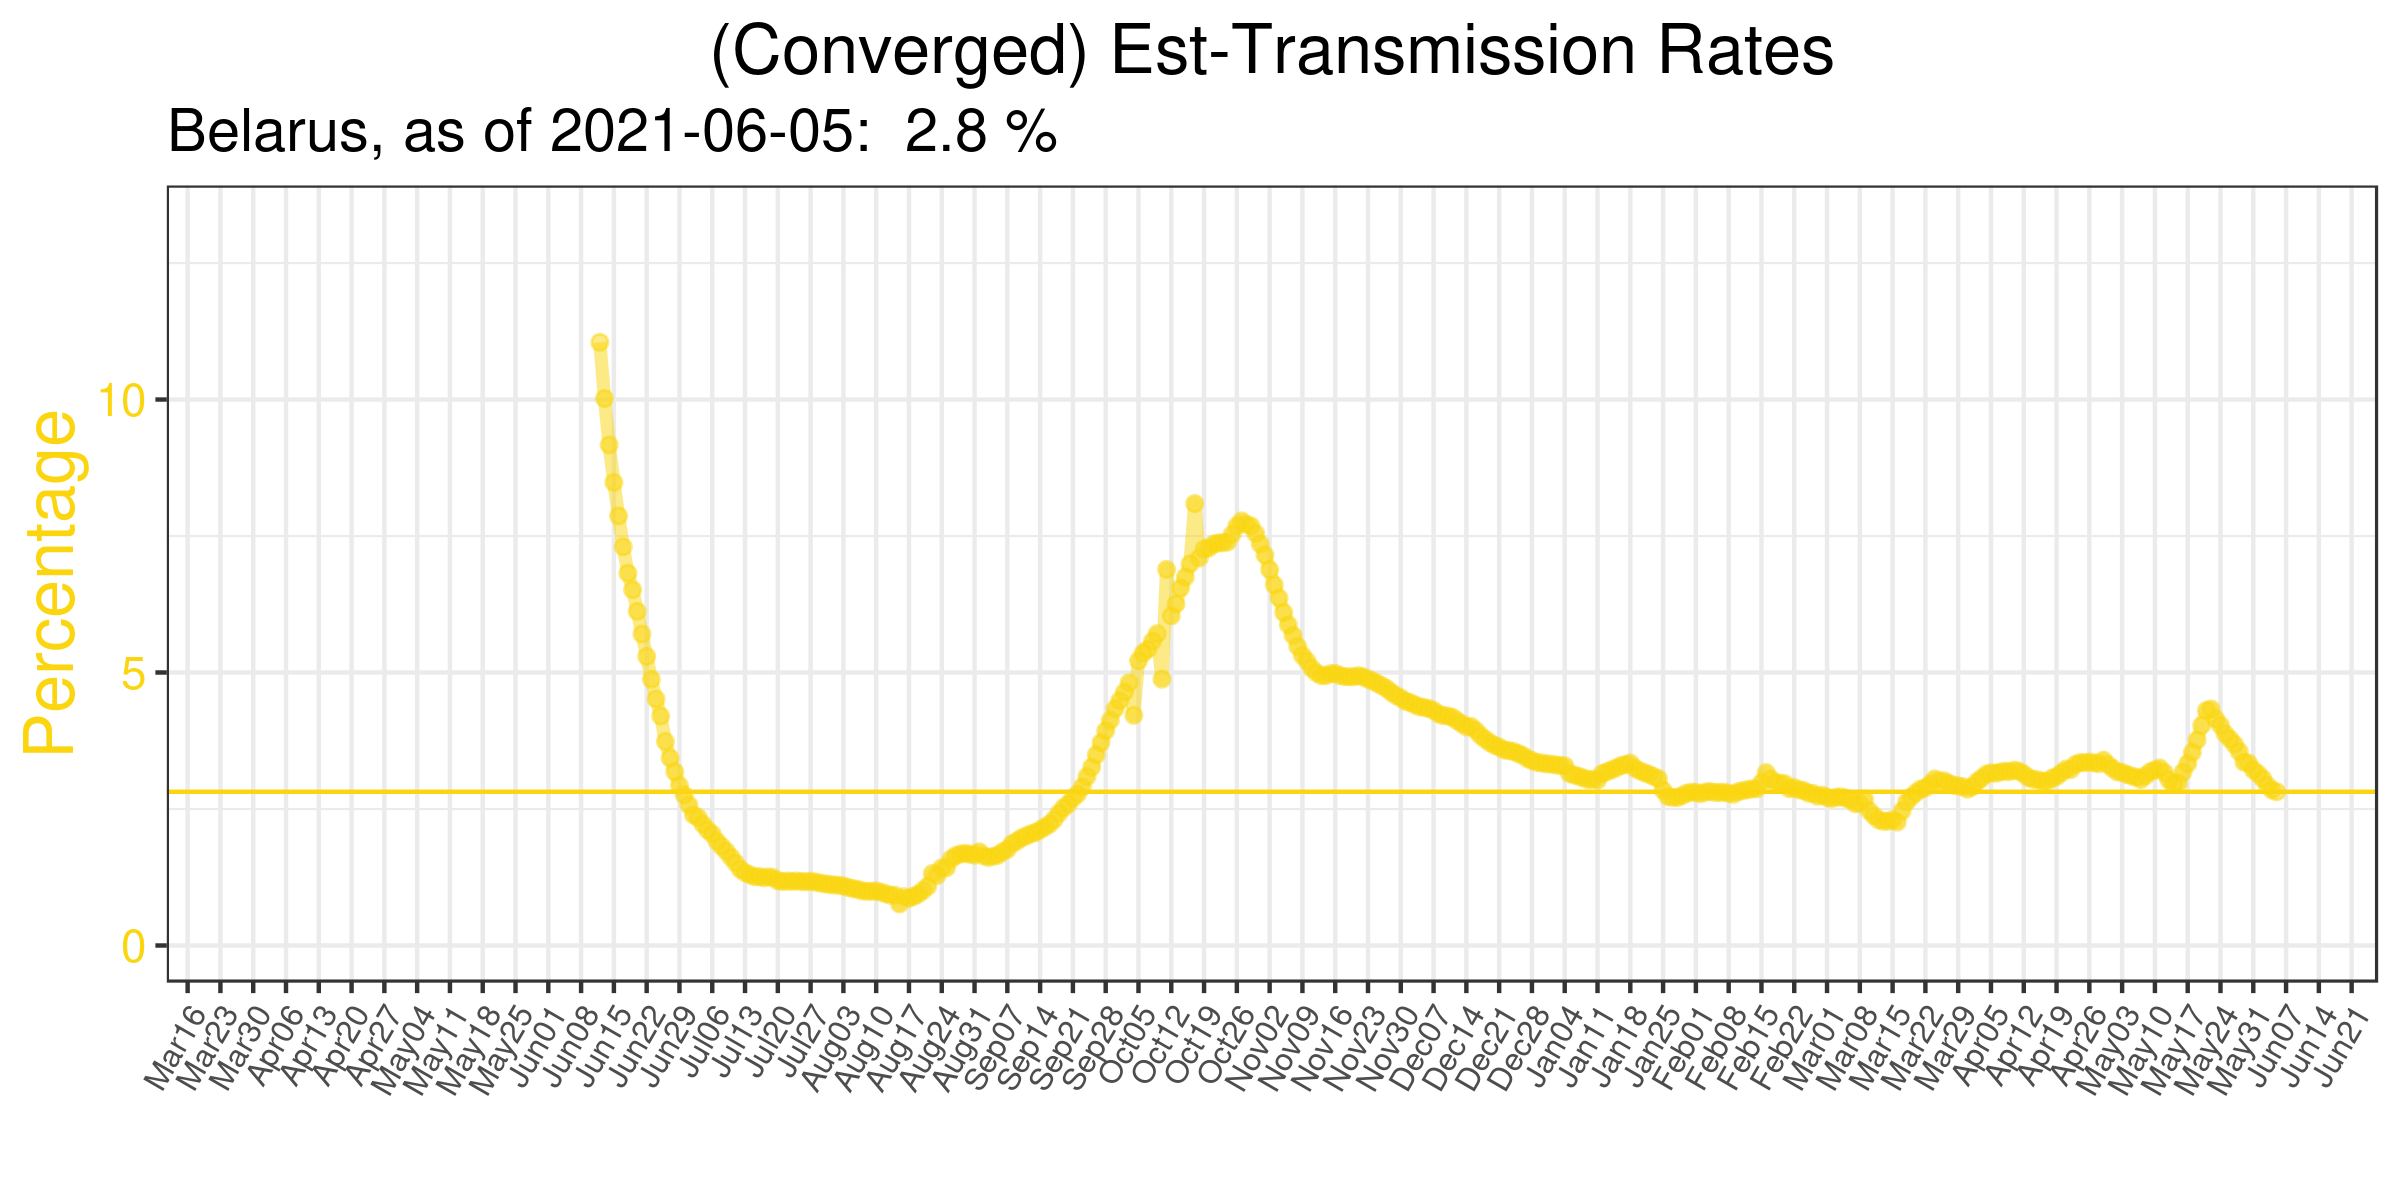 (Converged) Est-Transmission Rates
Belarus, as of 2021-06-05:  2.8 %
Percentage
10
5
0
Mar16
Mar23
Mar30
Apr06
Apr13
Apr20
Apr27
May04
May11
May18
May25
Jun01
Jun08
Jun15
Jun22
Jun29
Jul06
Jul13
Jul20
Jul27
Aug03
Aug10
Aug17
Aug24
Aug31
Sep07
Sep14
Sep21
Sep28
Oct05
Oct12
Oct19
Oct26
Nov02
Nov09
Nov16
Nov23
Nov30
Dec07
Dec14
Dec21
Dec28
Jan04
Jan11
Jan18
Jan25
Feb01
Feb08
Feb15
Feb22
Mar01
Mar08
Mar15
Mar22
Mar29
Apr05
Apr12
Apr19
Apr26
May03
May10
May17
May24
May31
Jun07
Jun14
Jun21